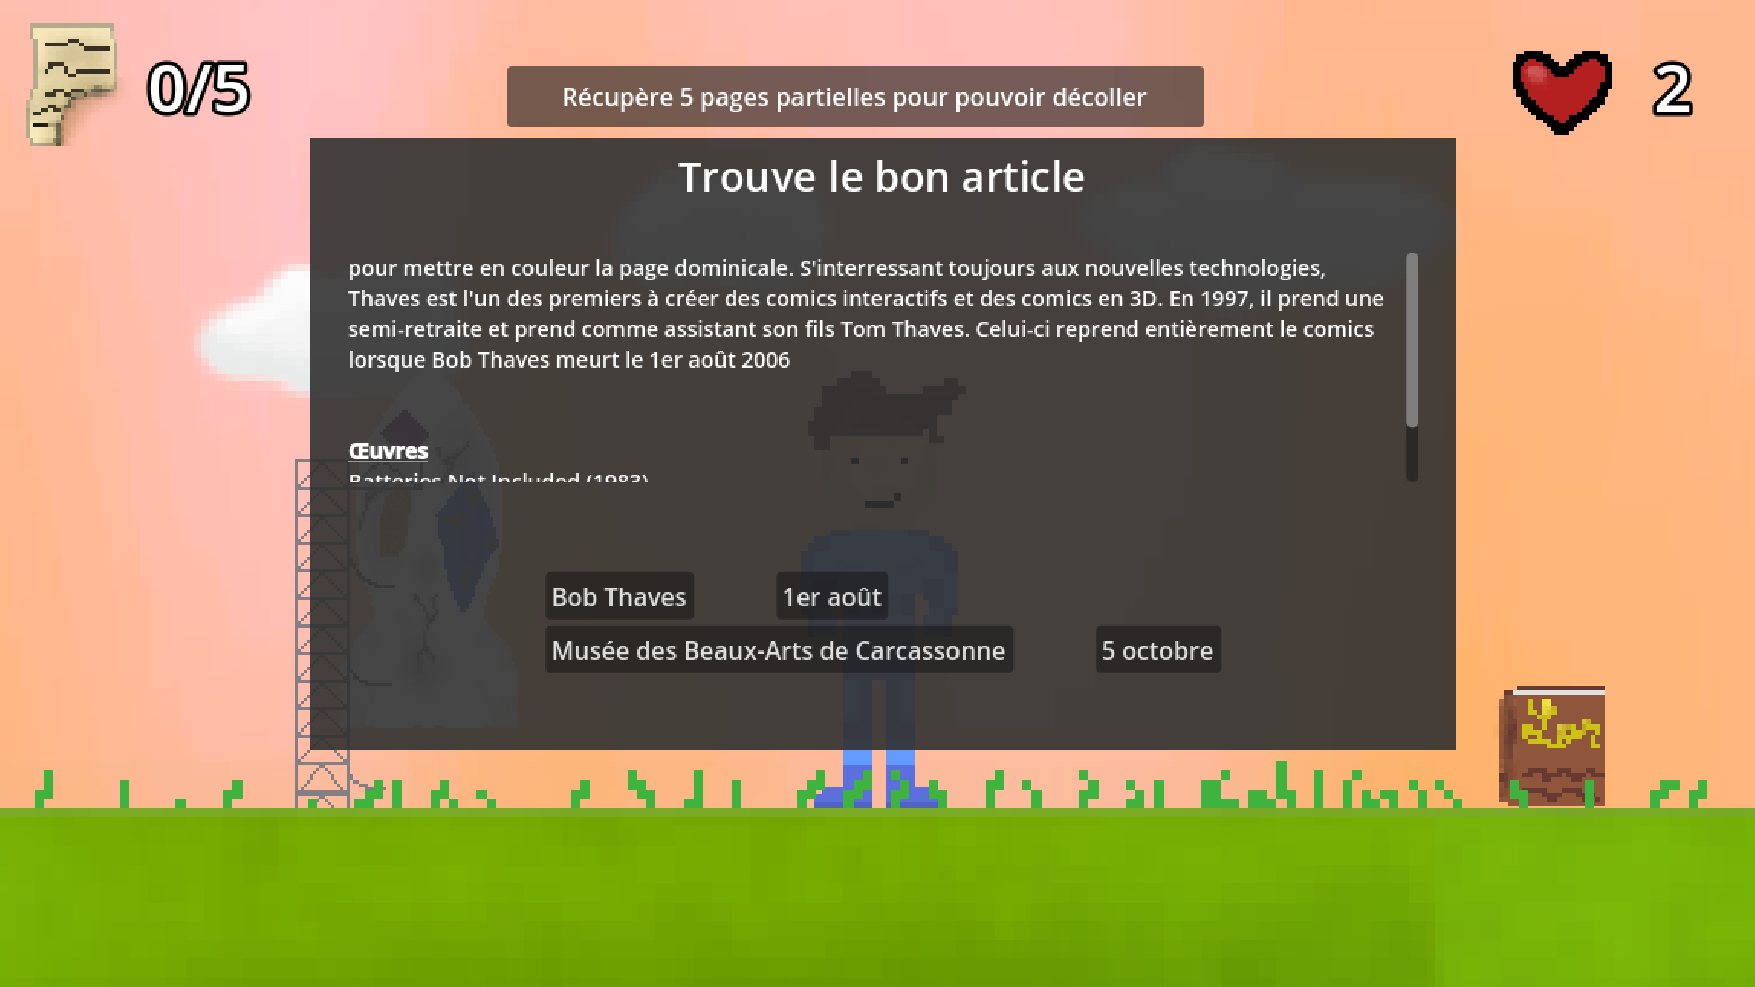 0/5
Récupère 5 pages partielles pour pouvoir décoller
2
Trouve le bon article
pour mettre en couleur la page dominicale. S'interressant toujours aux nouvelles technologies,
Thaves est l'un des premiers à créer des comics interactifs et des comics en 3D. En 1997, il prend une
semi-retraite et prend comme assistant son fils Tom Thaves. Celui-ci reprend entièrement le comics
lorsque Bob Thaves meurt le 1er août 2006
Œuvres
Batteries Not Included (1983)
Bob Thaves
1er août
Musée des Beaux-Arts de Carcassonne
5 octobre